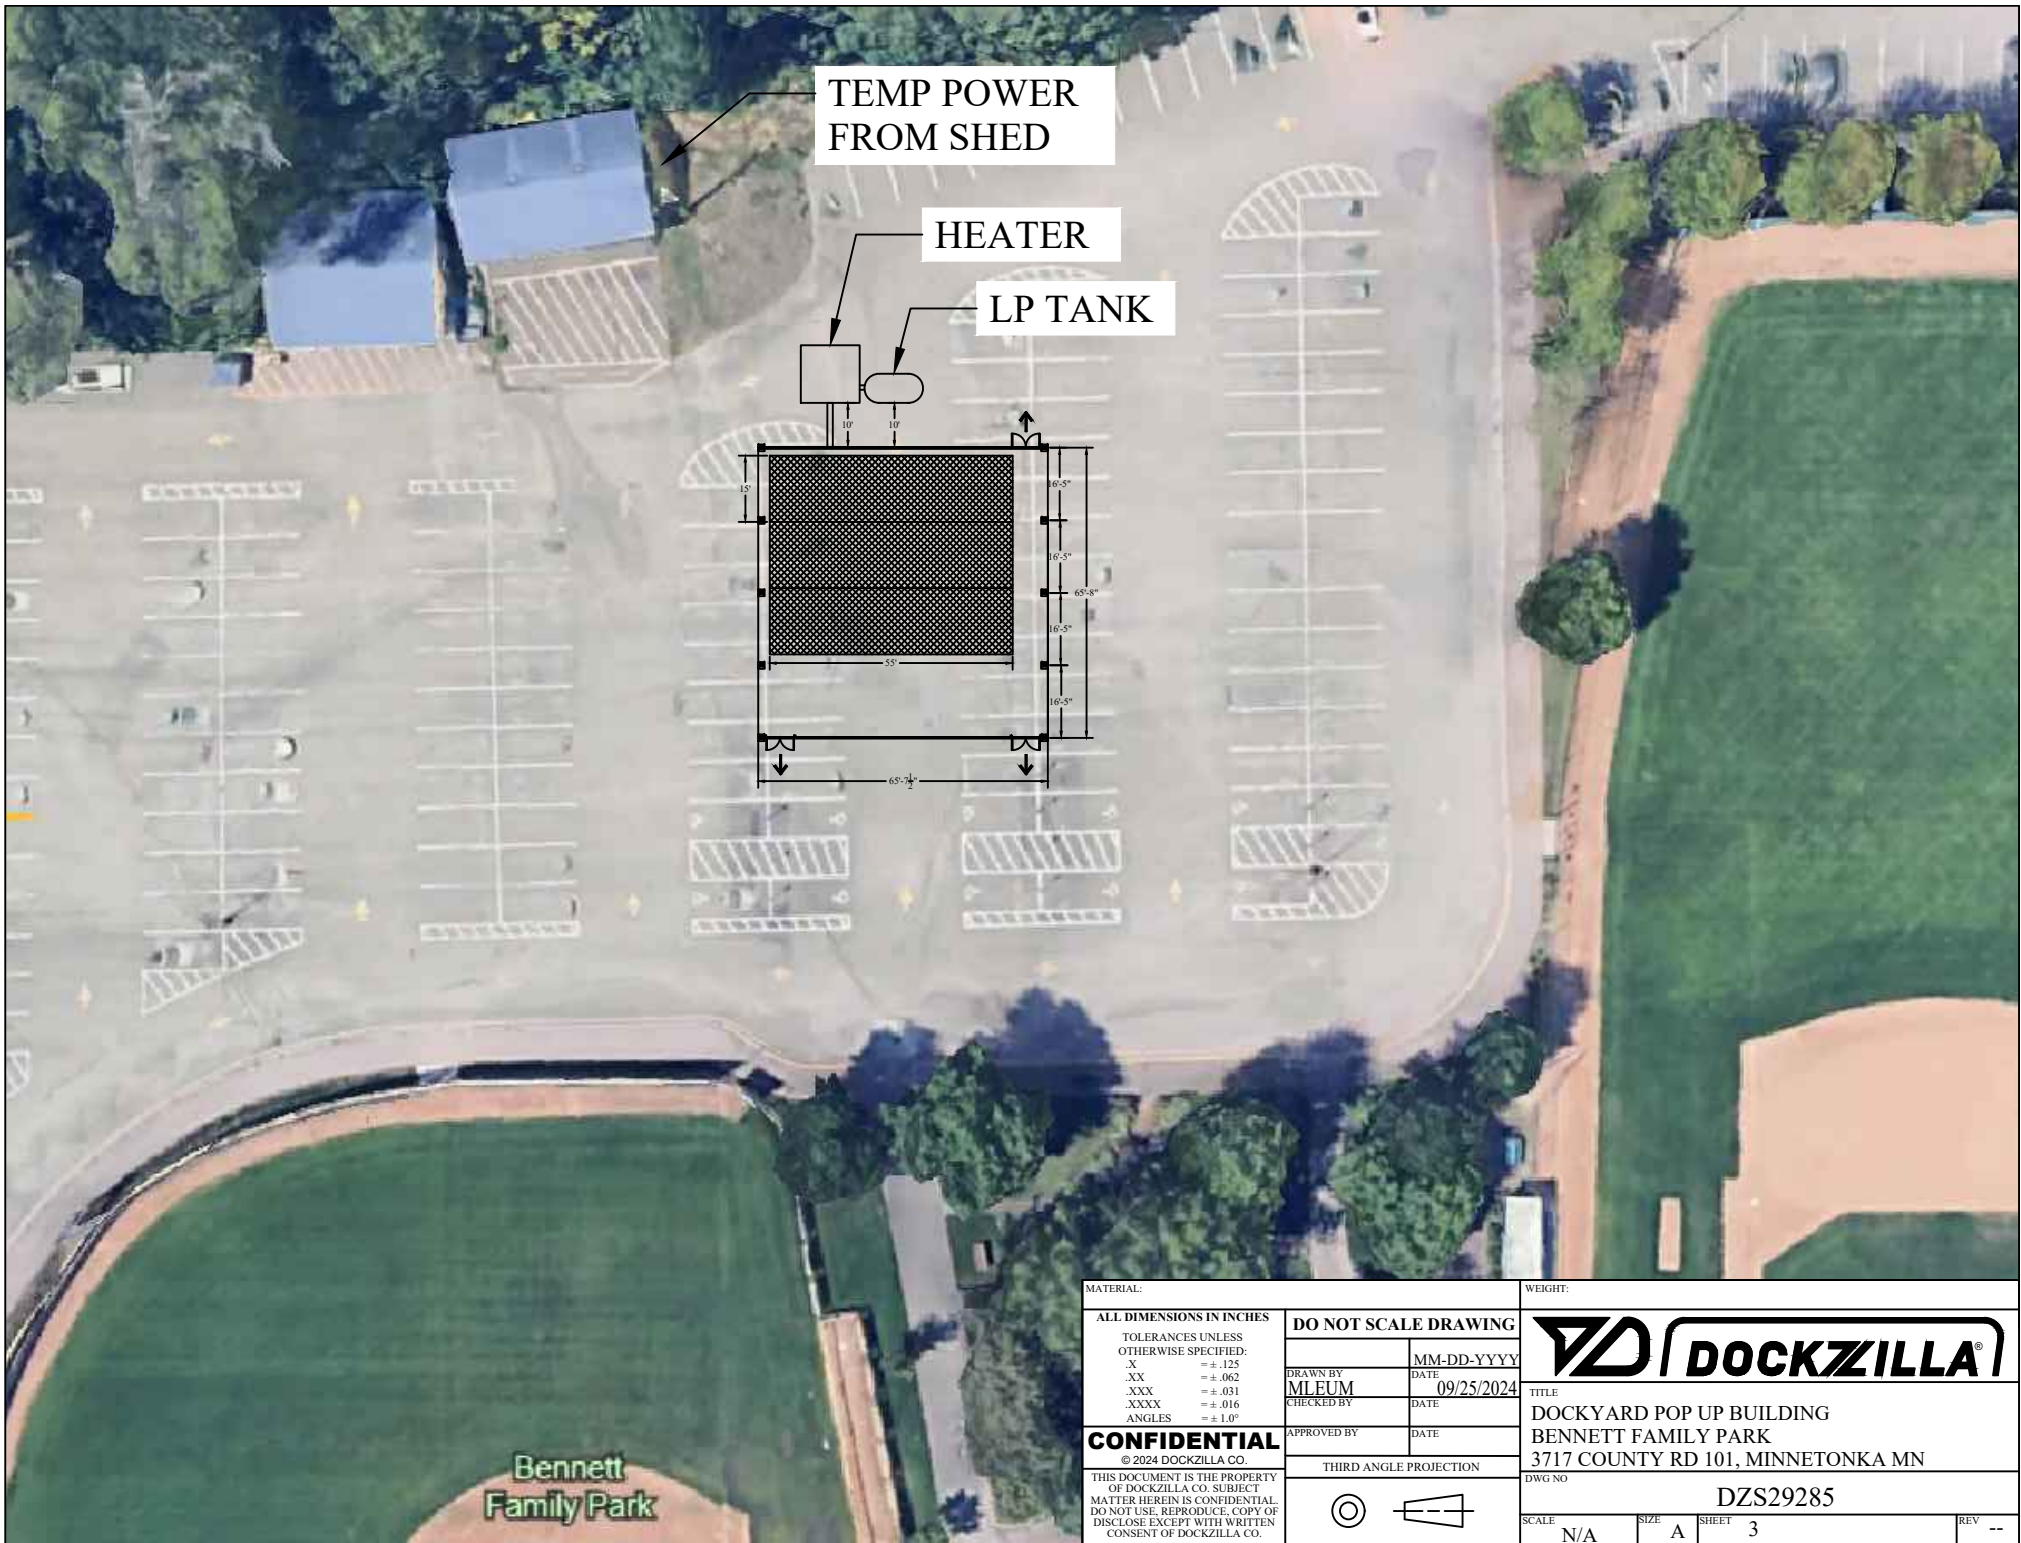 TEMP POWER
FROM SHED
HEATER
LP TANK
10'
10'
15'
16'-5"
16'-5"
65'-8"
16'-5"
55'
16'-5"
65'-7½"
Bennett
Family Park
MATERIAL:
WEIGHT:
ALL DIMENSIONS IN INCHES
TOLERANCES UNLESS
OTHERWISE SPECIFIED:
.X = ± .125
.XX = ± .062
.XXX = ± .031
.XXXX = ± .016
ANGLES = ± 1.0°
CONFIDENTIAL
© 2024 DOCKZILLA CO.
THIS DOCUMENT IS THE PROPERTY
OF DOCKZILLA CO. SUBJECT
MATTER HEREIN IS CONFIDENTIAL.
DO NOT USE, REPRODUCE, COPY OF
DISCLOSE EXCEPT WITH WRITTEN
CONSENT OF DOCKZILLA CO.
DO NOT SCALE DRAWING
MM-DD-YYYY
DRAWN BY
MLEUM
DATE
09/25/2024
CHECKED BY
DATE
APPROVED BY
DATE
THIRD ANGLE PROJECTION
DOCKZILLA®
TITLE
DOCKYARD POP UP BUILDING
BENNETT FAMILY PARK
3717 COUNTY RD 101, MINNETONKA MN
DWG NO
DZS29285
SCALE
N/A
SIZE
A
SHEET
3
REV
--